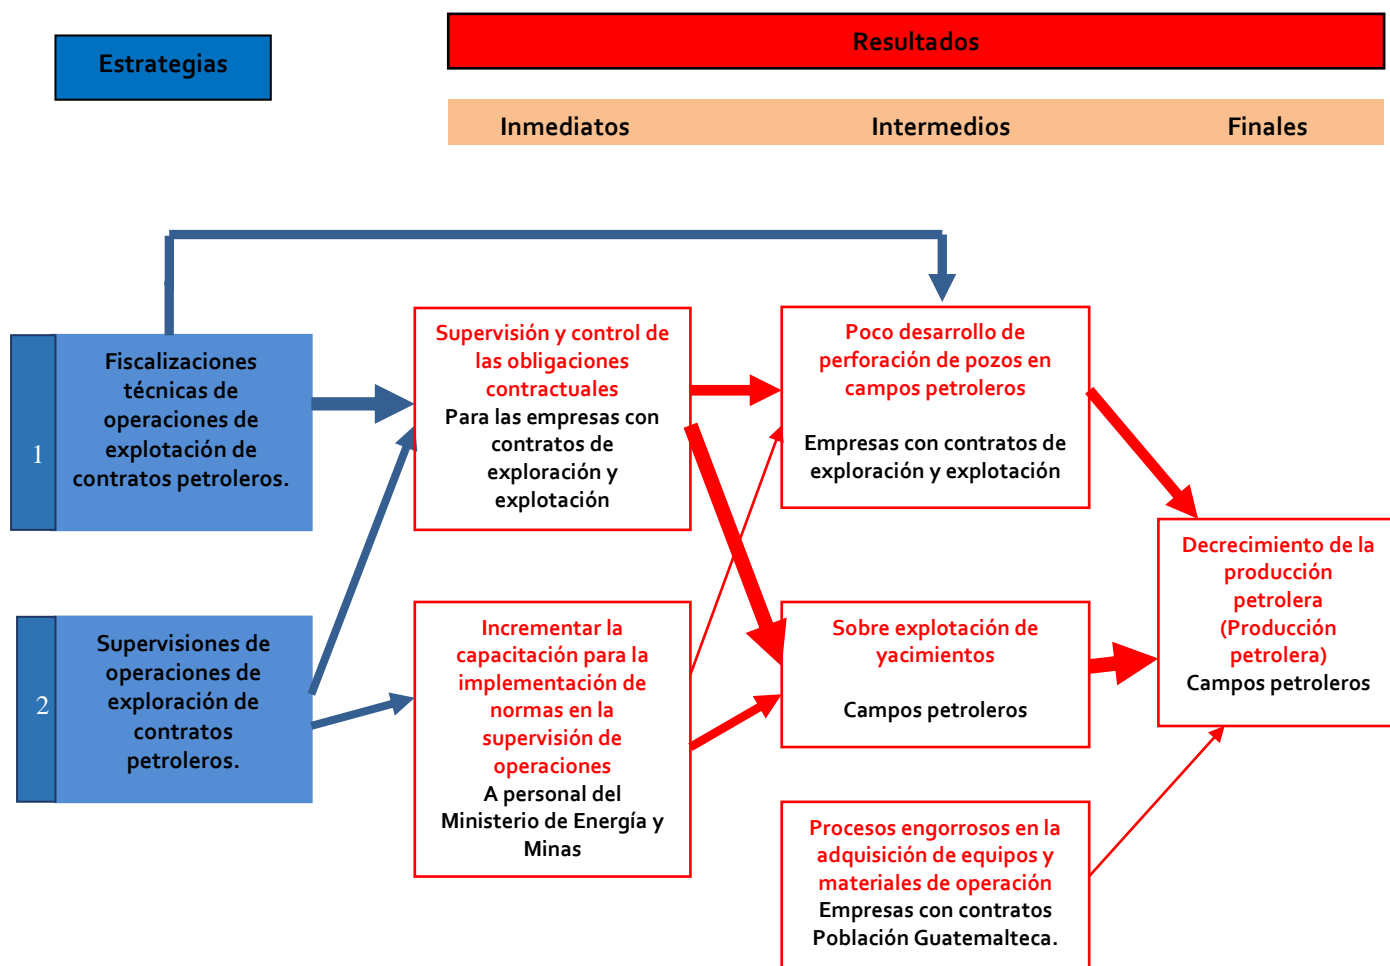 Estrategias
Resultados
Inmediatos
Intermedios
Finales
1
Fiscalizaciones
técnicas de
operaciones de
explotación de
contratos petroleros.
2
Supervisiones de
operaciones de
exploración de
contratos
petroleros.
Supervisión y control de
las obligaciones
contractuales
Para las empresas con
contratos de
exploración y
explotación
Incrementar la
capacitación para la
implementación de
normas en la
supervisión de
operaciones
A personal del
Ministerio de Energía y
Minas
Poco desarrollo de
perforación de pozos en
campos petroleros
Empresas con contratos de
exploración y explotación
Sobre explotación de
yacimientos
Campos petroleros
Procesos engorrosos en la
adquisición de equipos y
materiales de operación
Empresas con contratos
Población Guatemalteca.
Decrecimiento de la
producción
petrolera
(Producción
petrolera)
Campos petroleros